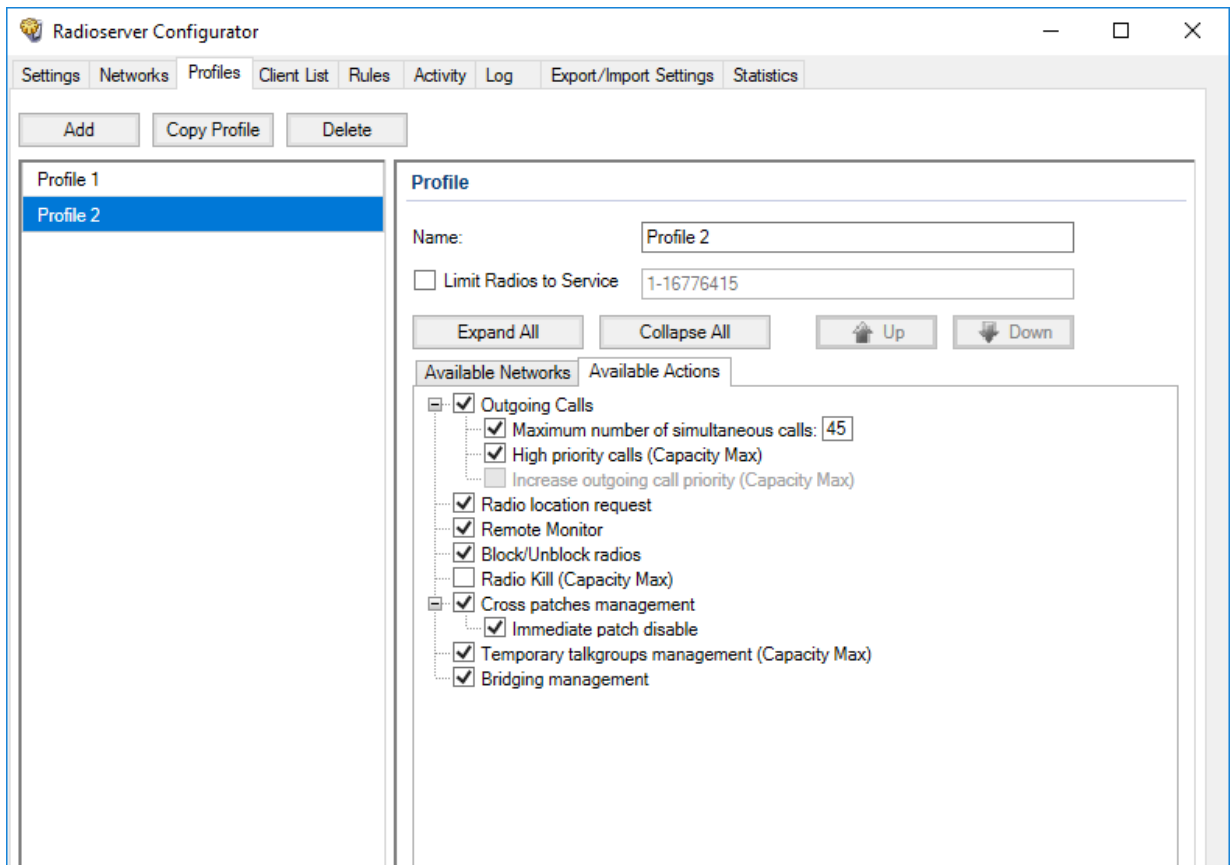 Radioserver Configurator
Settings Networks Profiles Client List Rules Activity Log Export/Import Settings Statistics
Add Copy Profile Delete
Profile 1
Profile 2
Profile
Name: Profile 2
Limit Radios to Service 1-16776415
Expand All Collapse All Up Down
Available Networks Available Actions
Outgoing Calls
Maximum number of simultaneous calls: 45
High priority calls (Capacity Max)
Increase outgoing call priority (Capacity Max)
Radio location request
Remote Monitor
Block/Unblock radios
Radio Kill (Capacity Max)
Cross patches management
Immediate patch disable
Temporary talkgroups management (Capacity Max)
Bridging management